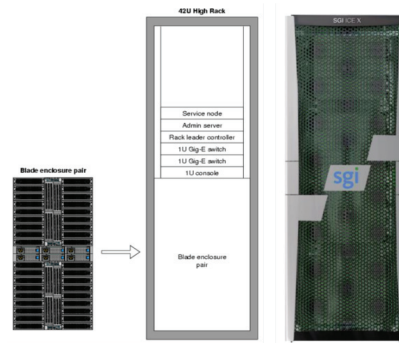 42U High Rack
SGI ICE X
Service node
Admin server
Rack leader controller
1U Gig-E switch
1U Gig-E switch
1U console
Blade enclosure pair
Blade enclosure
pair
sgi